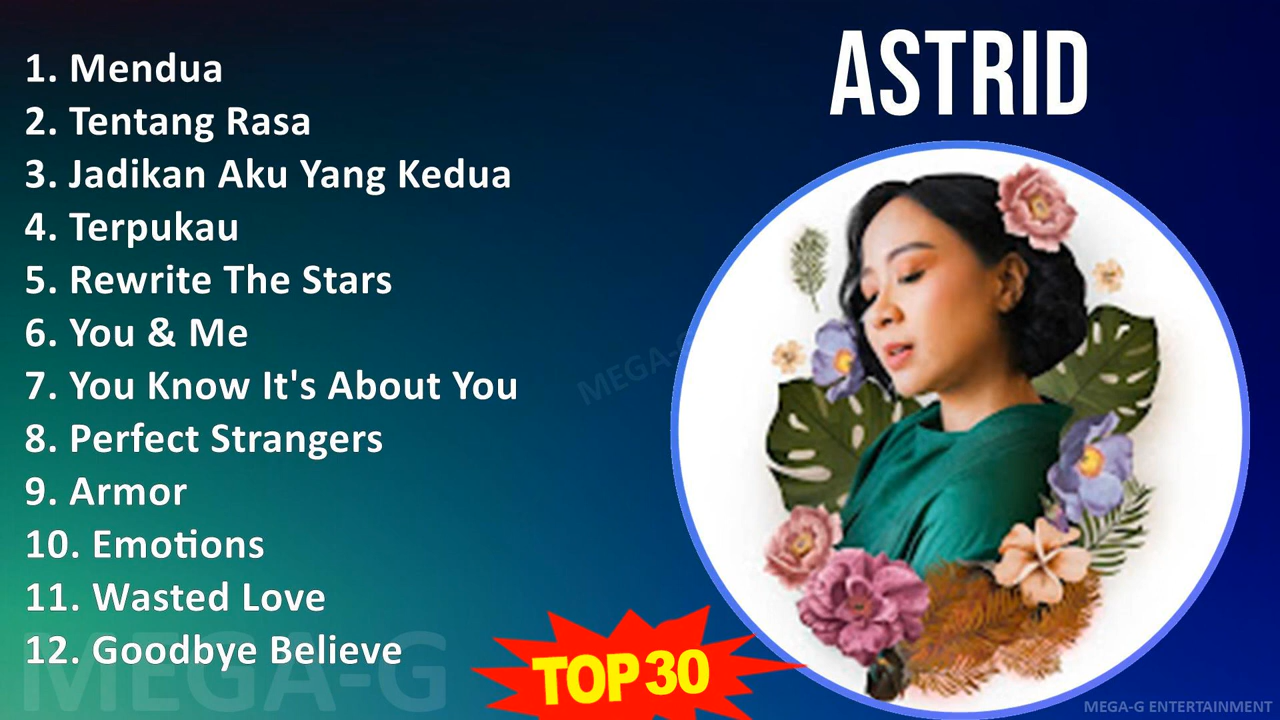 ASTRID
1. Mendua
2. Tentang Rasa
3. Jadikan Aku Yang Kedua
4. Terpukau
5. Rewrite The Stars
6. You & Me
7. You Know It's About You
8. Perfect Strangers
9. Armor
10. Emotions
11. Wasted Love
12. Goodbye Believe
MEGA-G
MEGA-G
TOP 30
MEGA-G ENTERTAINMENT